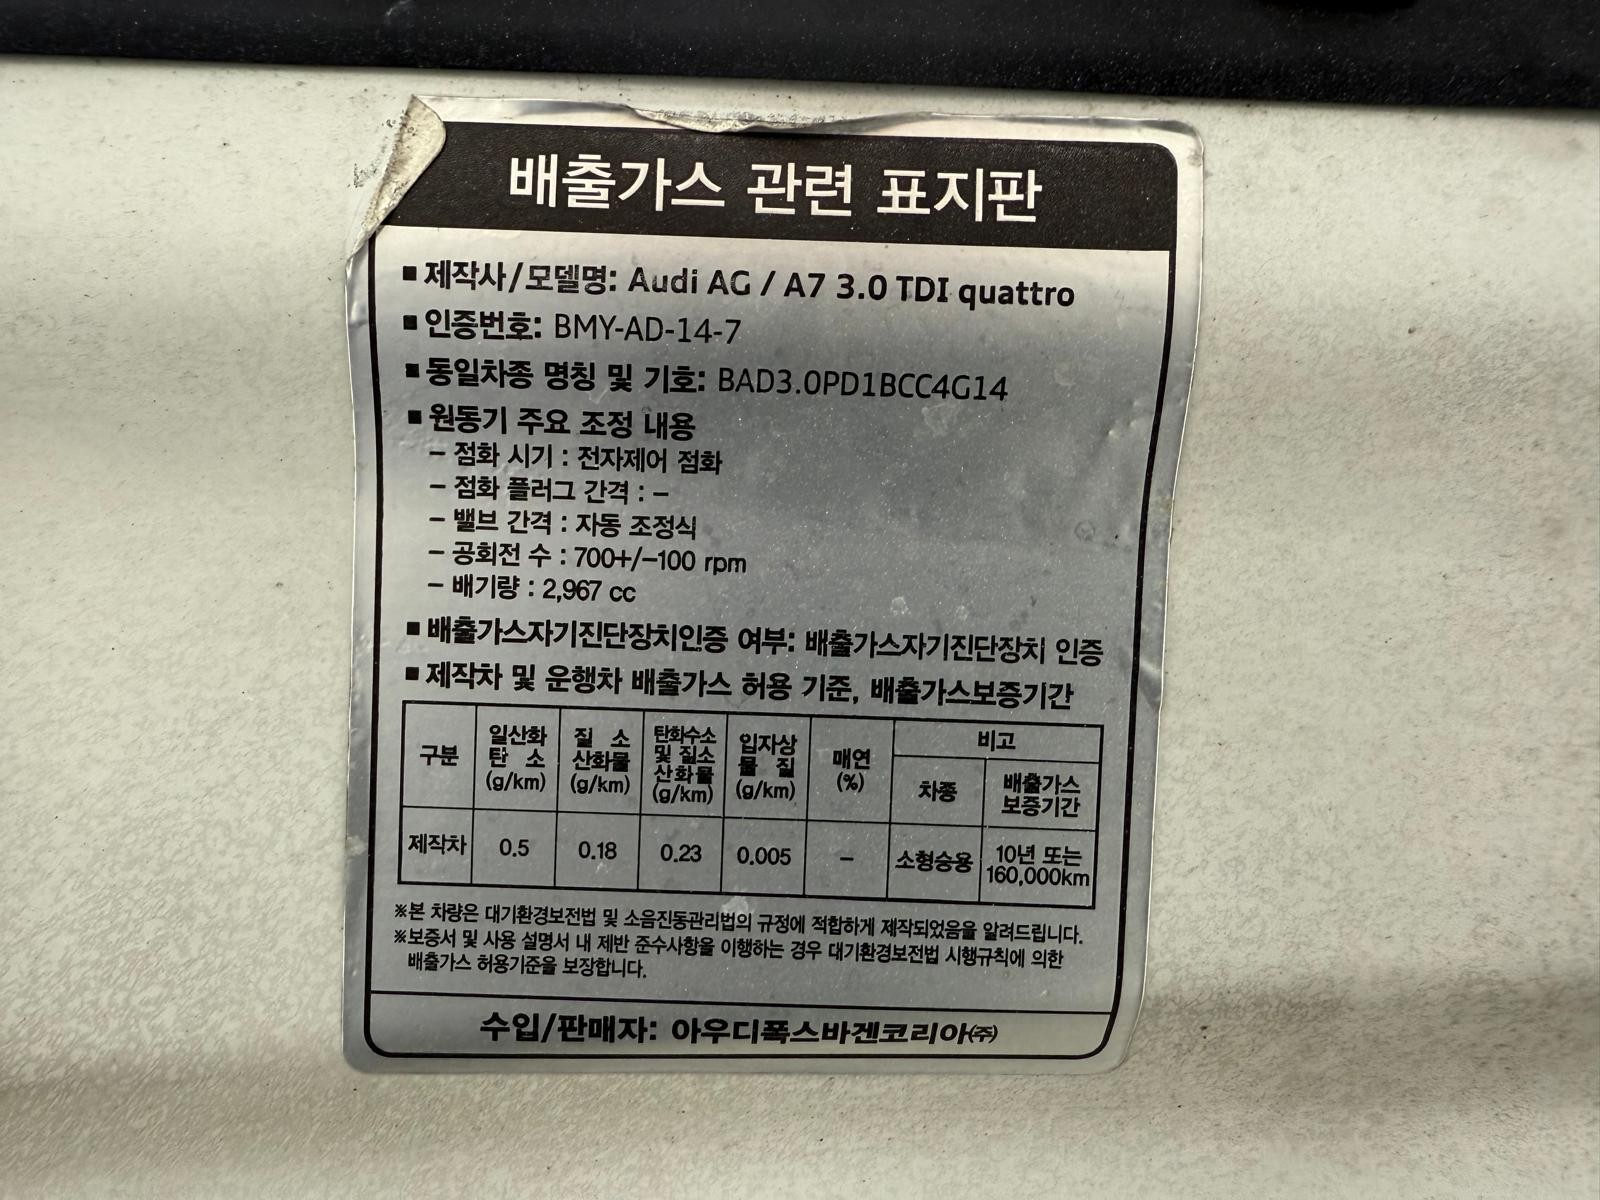 배출가스 관련 표지판
■ 제작사/모델명: Audi AG / A7 3.0 TDI quattro
■ 인증번호: BMY-AD-14-7
■ 동일차종 명칭 및 기호: BAD3.0PD1BCC4G14
■ 원동기 주요 조정 내용
– 점화 시기 : 전자제어 점화
– 점화 플러그 간격 : –
– 밸브 간격 : 자동 조정식
– 공회전 수 : 700+/–100 rpm
– 배기량 : 2,967 cc
■ 배출가스자기진단장치인증 여부: 배출가스자기진단장치 인증
■ 제작차 및 운행차 배출가스 허용 기준, 배출가스보증기간
구분 일산화탄소 (g/km) 질소산화물 (g/km) 탄화수소 및 질소산화물 (g/km) 입자상물질 (g/km) 매연 (%) 비고
차종 배출가스 보증기간
제작차 0.5 0.18 0.23 0.005 – 소형승용 10년 또는 160,000km
※본 차량은 대기환경보전법 및 소음진동관리법의 규정에 적합하게 제작되었음을 알려드립니다.
※보증서 및 사용 설명서 내 제반 준수사항을 이행하는 경우 대기환경보전법 시행규칙에 의한
배출가스 허용기준을 보장합니다.
수입/판매자: 아우디폭스바겐코리아㈜